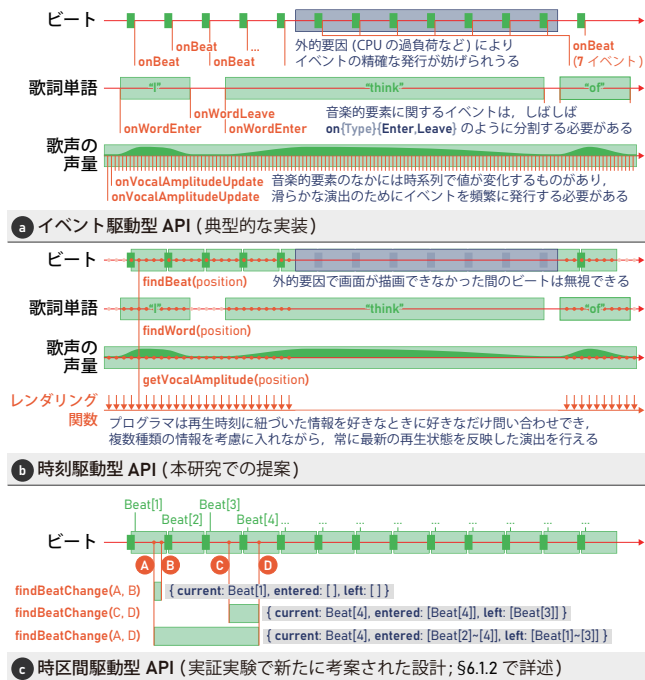 ビート
onBeat
onBeat
onBeat
...
onBeat
外的要因 (CPU の過負荷など) により
イベントの精確な発行が妨げられうる
onBeat
(7 イベント)
歌詞単語
"I"
"think"
"of"
onWordEnter
onWordLeave
onWordEnter
音楽的要素に関するイベントは，しばしば
on{Type}{Enter,Leave} のように分割する必要がある
歌声の
声量
onVocalAmplitudeUpdate
onVocalAmplitudeUpdate
音楽的要素のなかには時系列で値が変化するものがあり，
滑らかな演出のためにイベントを頻繁に発行する必要がある
a イベント駆動型 API (典型的な実装)
ビート
findBeat(position)
外的要因で画面が描画できなかった間のビートは無視できる
歌詞単語
"I"
"think"
"of"
findWord(position)
歌声の
声量
getVocalAmplitude(position)
レンダリング
関数
プログラマは再生時刻に紐づいた情報を好きなときに好きなだけ問い合わせでき，
複数種類の情報を考慮に入れながら，常に最新の再生状態を反映した演出を行える
b 時刻駆動型 API (本研究での提案)
Beat[1]
Beat[3]
Beat[2]
Beat[4]
... ... ... ... ... ... ... ... ...
ビート
A B C D
findBeatChange(A, B)
{ current: Beat[1], entered: [ ], left: [ ] }
findBeatChange(C, D)
{ current: Beat[4], entered: [Beat[4]], left: [Beat[3]] }
findBeatChange(A, D)
{ current: Beat[4], entered: [Beat[2]~[4]], left: [Beat[1]~[3]] }
c 時区間駆動型 API (実証実験で新たに考案された設計; §6.1.2 で詳述)